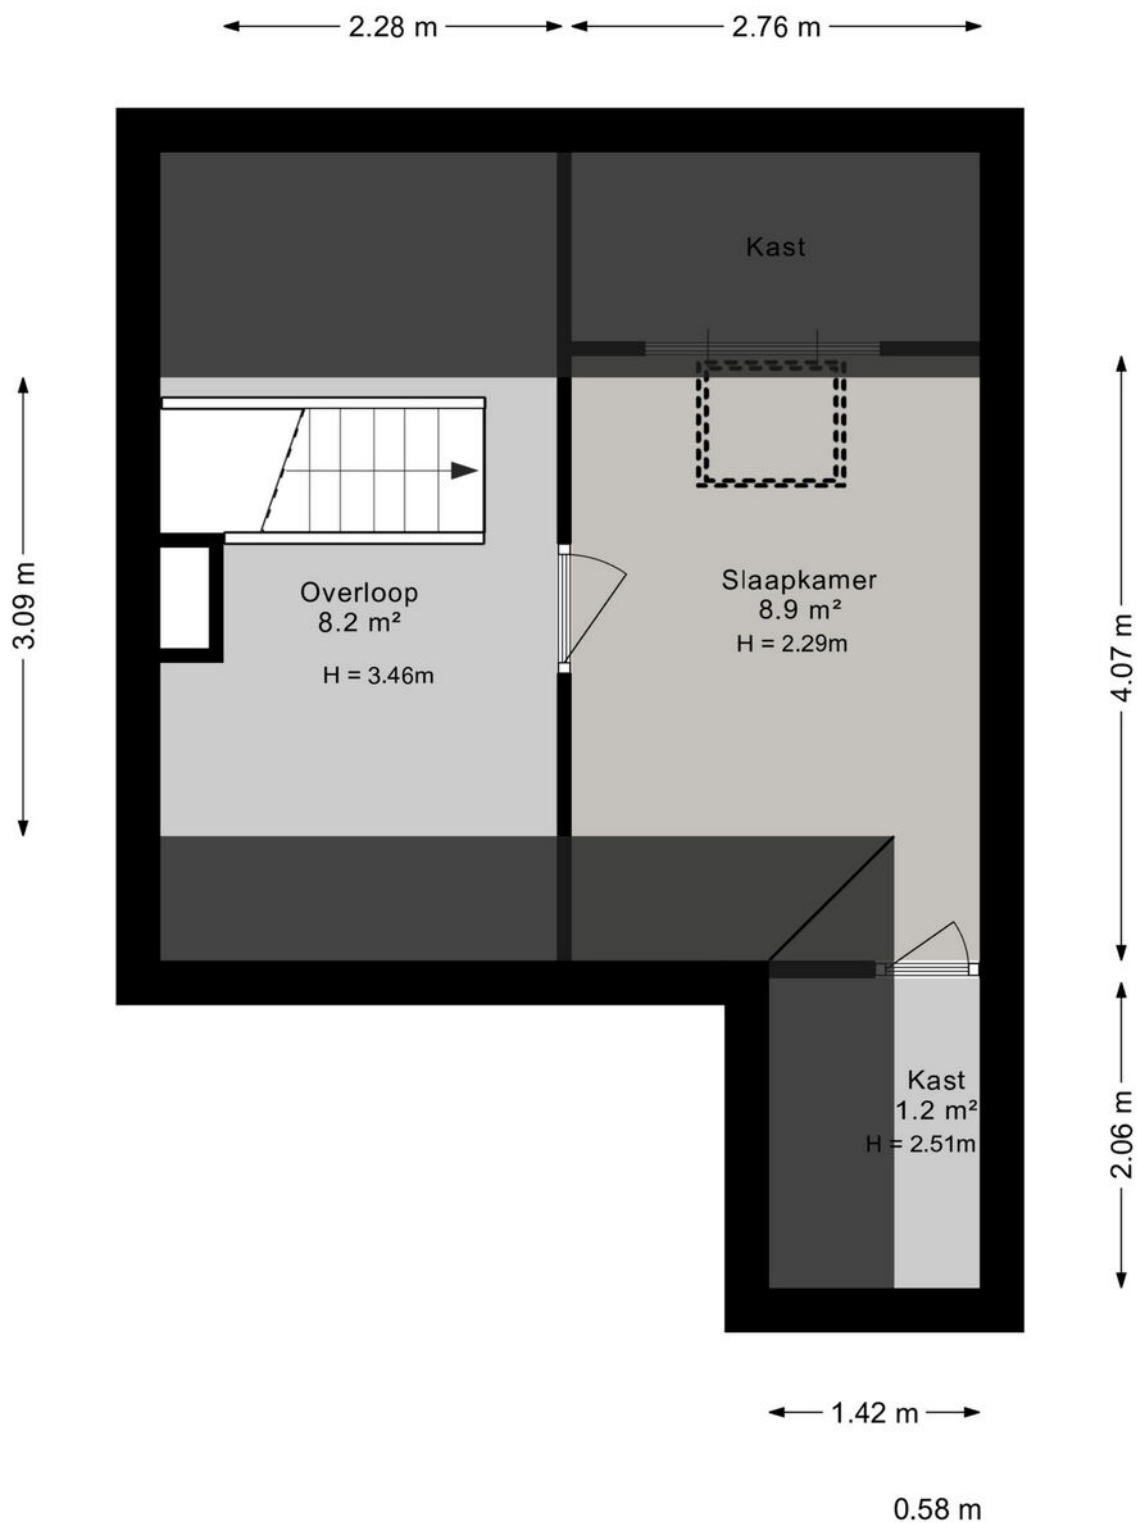 2.28 m
2.76 m
Kast
3.09 m
Overloop
8.2 m²
H = 3.46m
Slaapkamer
8.9 m²
H = 2.29m
4.07 m
Kast
1.2 m²
H = 2.51m
2.06 m
1.42 m
0.58 m